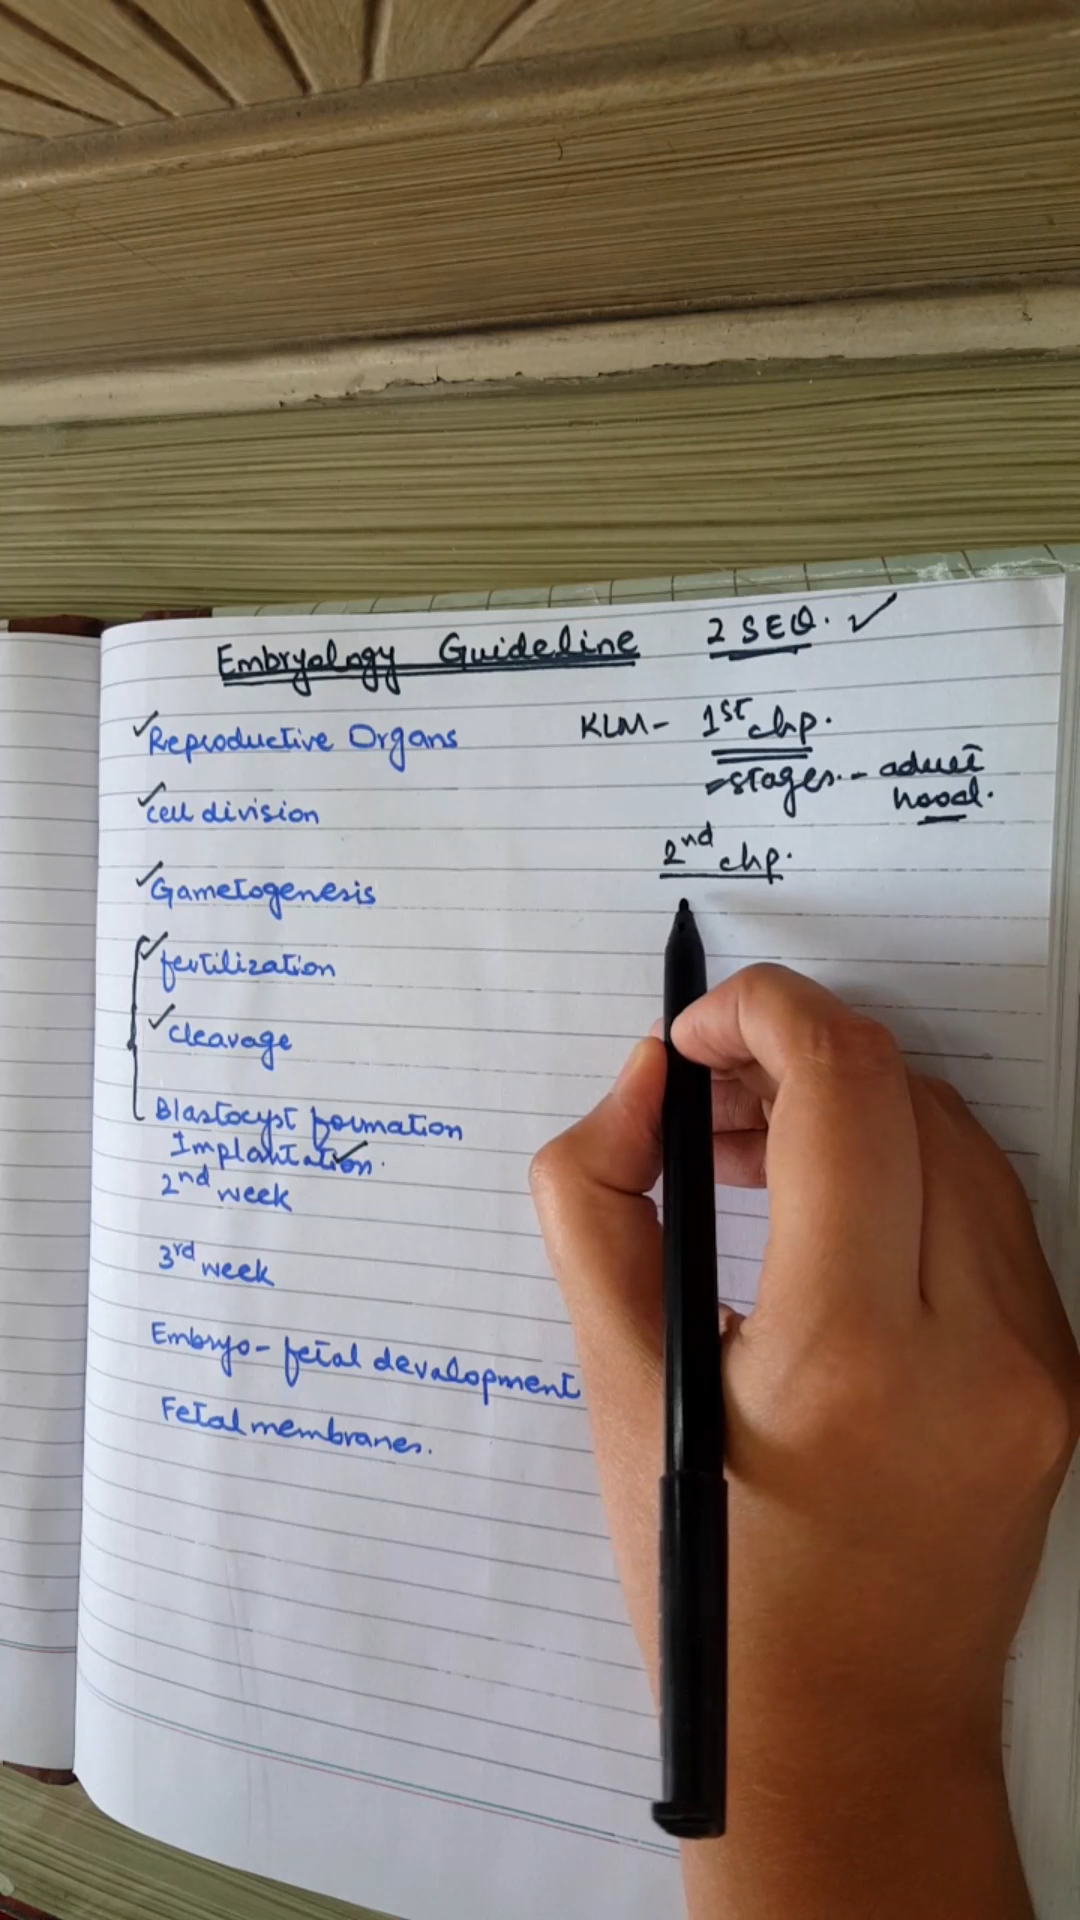 Embryology Guideline 2 SEQ. ✓
✓ Reproductive Organs
KLM - 1st chp.
- stages. - adult
hood.
✓ cell division
2nd chp.
✓ Gametogenesis
✓ fertilization
✓ cleavage
Blastocyst formation
Implantation.
2nd week
3rd week
Embryo - fetal devalopment
Fetal membranes.